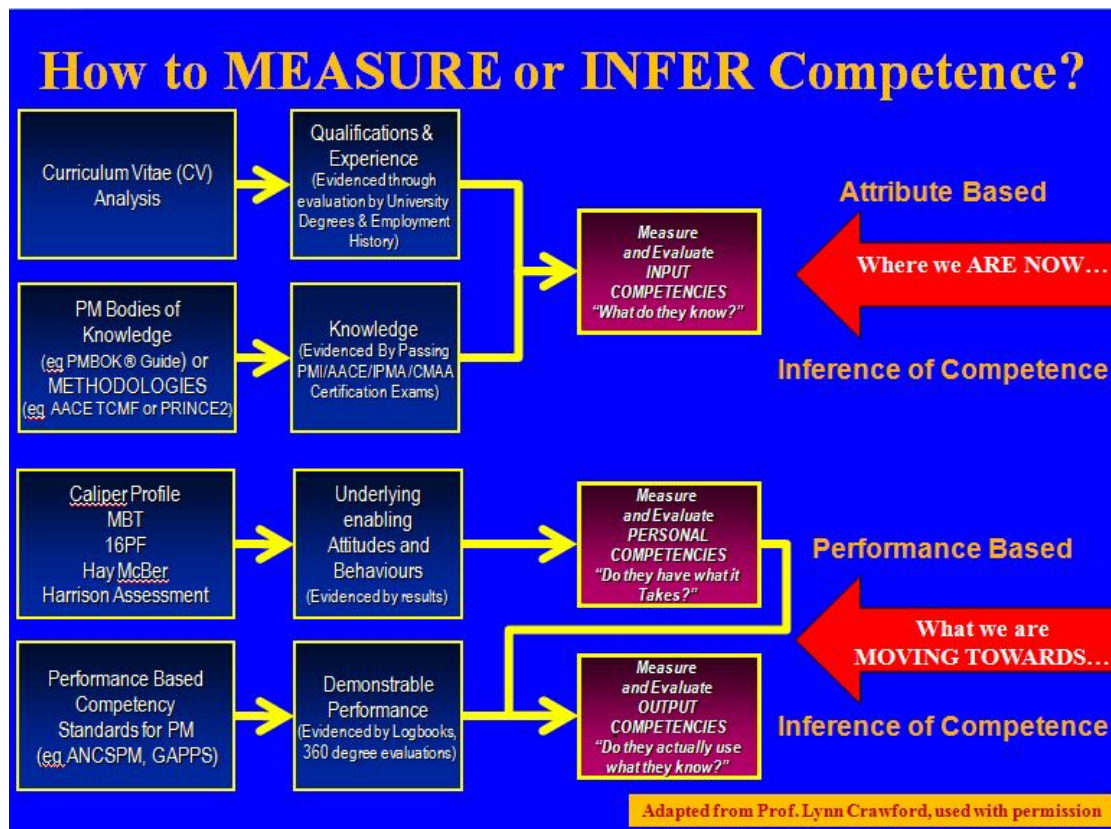 How to MEASURE or INFER Competence?
Curriculum Vitae (CV)
Analysis
Qualifications &
Experience
(Evidenced through
evaluation by University
Degrees & Employment
History)
PM Bodies of
Knowledge
(eg PMBOK® Guide) or
METHODOLOGIES
(eg AACE TCMF or PRINCE2)
Knowledge
(Evidenced By Passing
PMI/AACE/IPMA/CMAA
Certification Exams)
Measure
and Evaluate
INPUT
COMPETENCIES
“What do they know?”
Attribute Based
Where we ARE NOW…
Inference of Competence
Caliper Profile
MBT
16PF
Hay McBer
Harrison Assessment
Underlying
enabling
Attitudes and
Behaviours
(Evidenced by results)
Measure
and Evaluate
PERSONAL
COMPETENCIES
“Do they have what it
Takes?”
Performance Based
Competency
Standards for PM
(eg ANCSPM, GAPPS)
Demonstrable
Performance
(Evidenced by Logbooks,
360 degree evaluations)
Measure
and Evaluate
OUTPUT
COMPETENCIES
“Do they actually use
what they know?”
Performance Based
What we are
MOVING TOWARDS…
Inference of Competence
Adapted from Prof. Lynn Crawford, used with permission